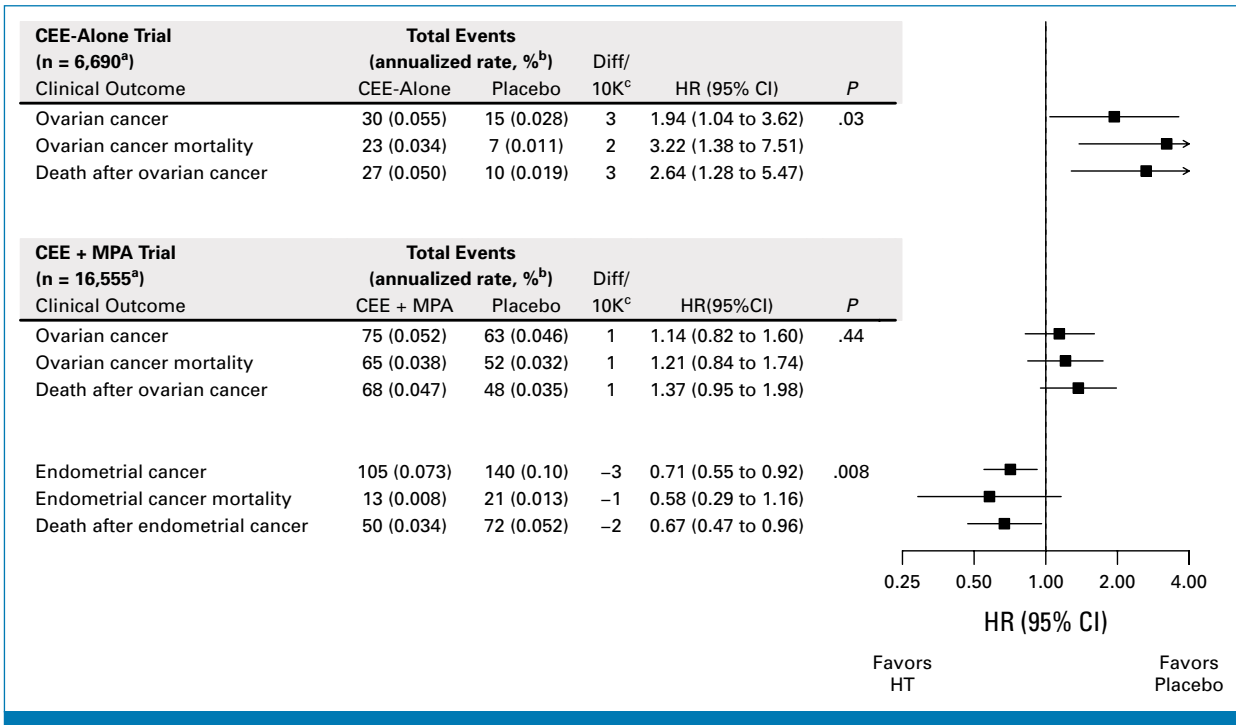 CEE-Alone Trial Total Events
(n = 6,690a) (annualized rate, %b) Diff/
Clinical Outcome CEE-Alone Placebo 10Kc HR (95% CI) P
Ovarian cancer 30 (0.055) 15 (0.028) 3 1.94 (1.04 to 3.62) .03
Ovarian cancer mortality 23 (0.034) 7 (0.011) 2 3.22 (1.38 to 7.51)
Death after ovarian cancer 27 (0.050) 10 (0.019) 3 2.64 (1.28 to 5.47)
CEE + MPA Trial Total Events
(n = 16,555a) (annualized rate, %b) Diff/
Clinical Outcome CEE + MPA Placebo 10Kc HR(95%CI) P
Ovarian cancer 75 (0.052) 63 (0.046) 1 1.14 (0.82 to 1.60) .44
Ovarian cancer mortality 65 (0.038) 52 (0.032) 1 1.21 (0.84 to 1.74)
Death after ovarian cancer 68 (0.047) 48 (0.035) 1 1.37 (0.95 to 1.98)
Endometrial cancer 105 (0.073) 140 (0.10) −3 0.71 (0.55 to 0.92) .008
Endometrial cancer mortality 13 (0.008) 21 (0.013) −1 0.58 (0.29 to 1.16)
Death after endometrial cancer 50 (0.034) 72 (0.052) −2 0.67 (0.47 to 0.96)
0.25 0.50 1.00 2.00 4.00
HR (95% CI)
Favors Favors
HT Placebo